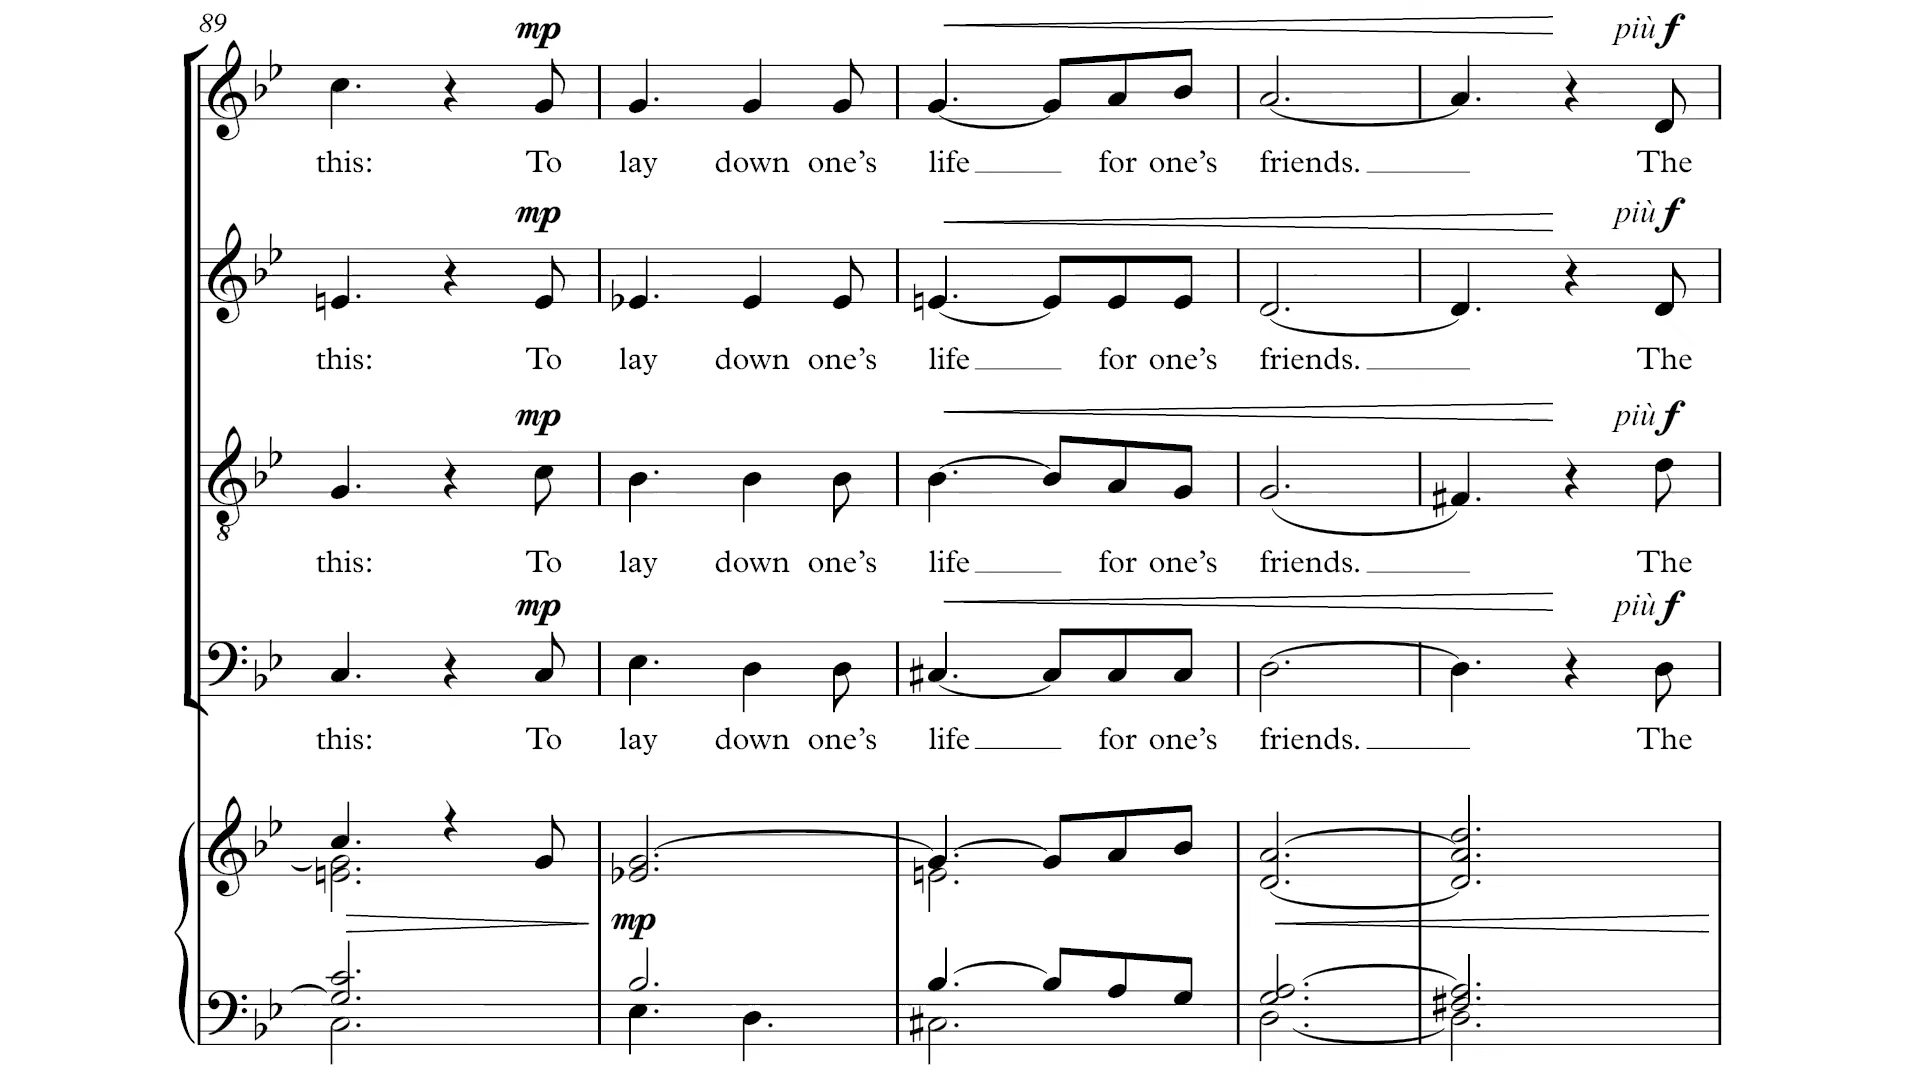 89
mp più f
this: To lay down one’s life for one’s friends. The
mp più f
this: To lay down one’s life for one’s friends. The
mp più f
8
this: To lay down one’s life for one’s friends. The
mp più f
this: To lay down one’s life for one’s friends. The
mp